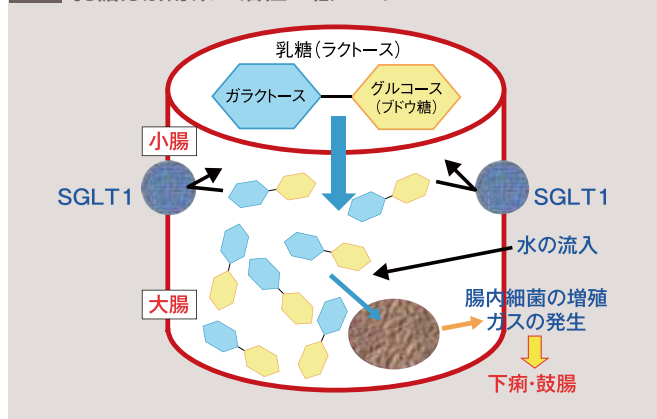 乳糖（ラクトース）
ガラクトース
グルコース
（ブドウ糖）
小腸
SGLT1
SGLT1
水の流入
大腸
腸内細菌の増殖
ガスの発生
下痢・鼓腸